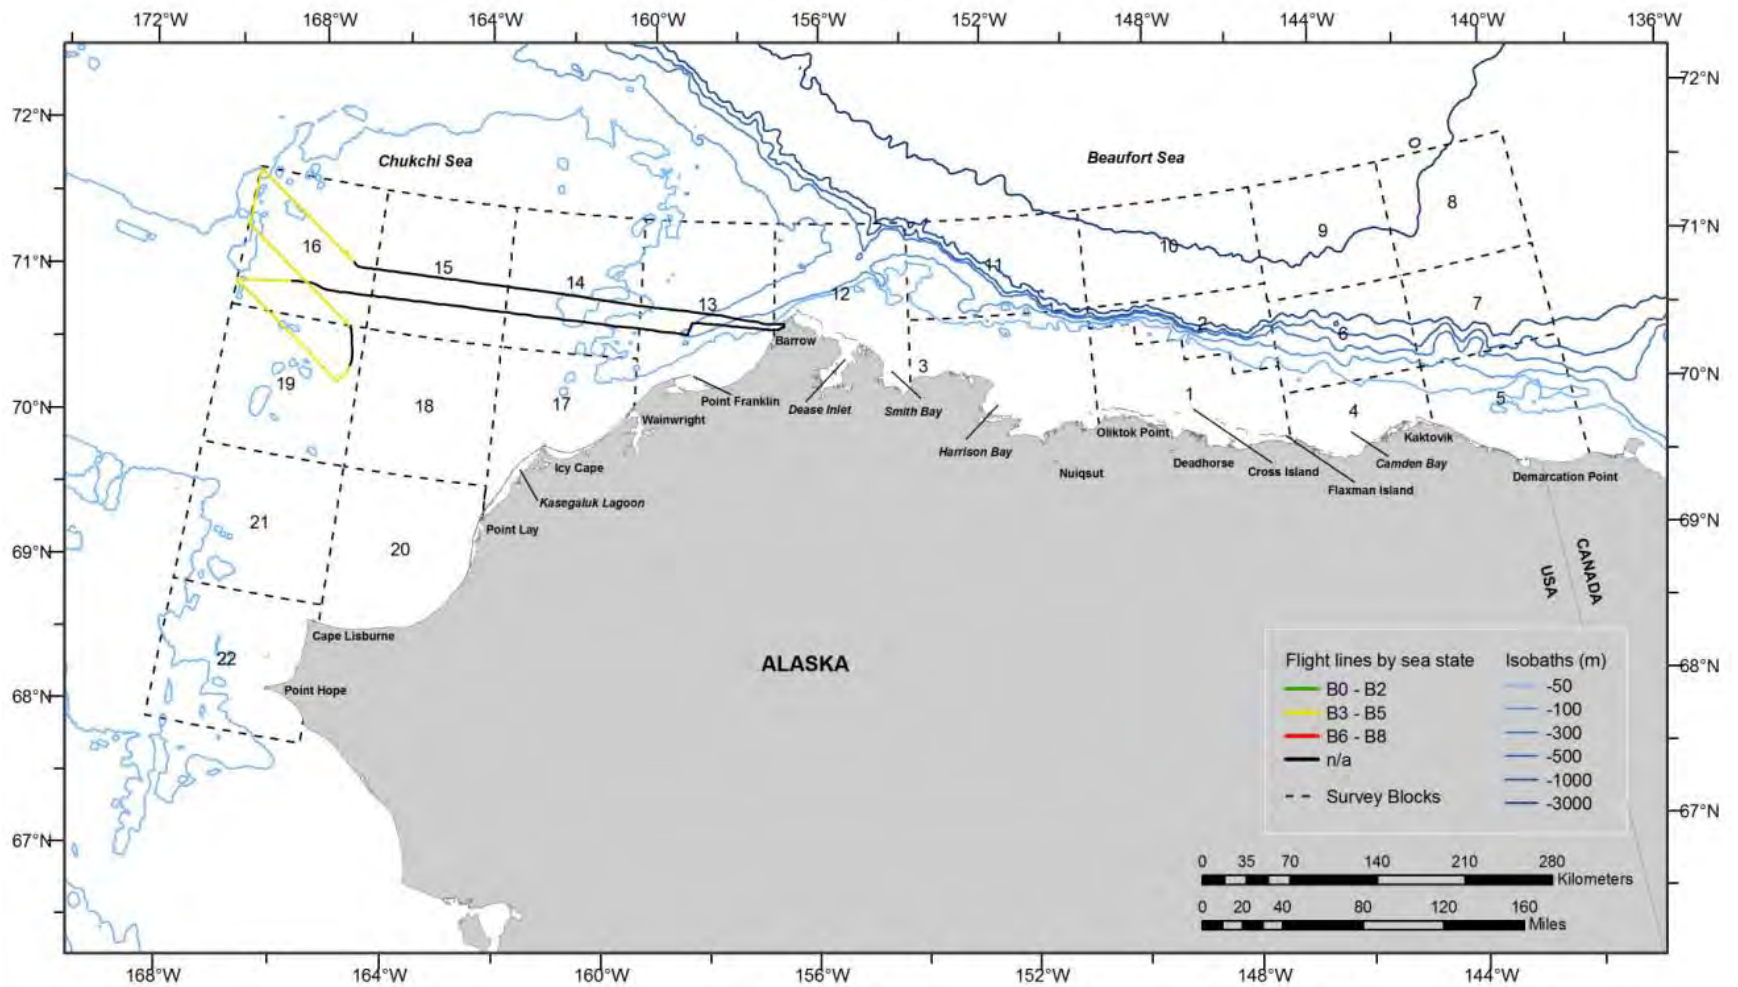 172°W 168°W 164°W 160°W 156°W 152°W 148°W 144°W 140°W 136°W
72°N 72°N
Chukchi Sea Beaufort Sea
8
9
71°N 16 15 14 11 10 71°N
13 12 7
2 6
Barrow
70°N 19 18 17 3 1 4 5 70°N
Point Franklin Dease Inlet Smith Bay
Wainwright
Harrison Bay Oliktok Point Kaktovik
Icy Cape Nuiqsut Deadhorse Cross Island Camden Bay
Kasegaluk Lagoon Flaxman Island Demarcation Point
69°N 21 20 Point Lay 69°N
USA CANADA
Cape Lisburne
22
68°N Point Hope ALASKA 68°N
Flight lines by sea state Isobaths (m)
B0 - B2 -50
B3 - B5 -100
B6 - B8 -300
n/a -500
-1000
Survey Blocks -3000
67°N 67°N
0 35 70 140 210 280
Kilometers
0 20 40 80 120 160
Miles
168°W 164°W 160°W 156°W 152°W 148°W 144°W